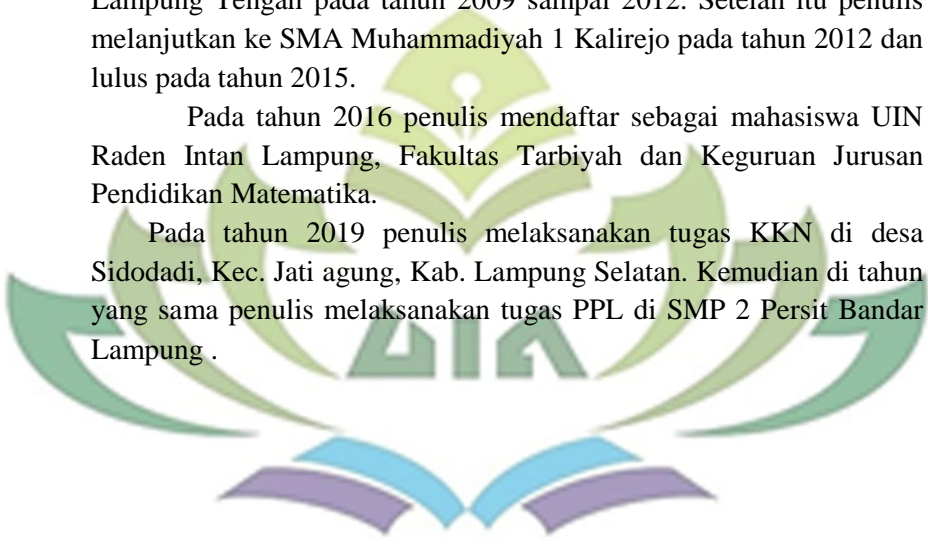 Lampung Tengah pada tahun 2009 sampai 2012. Setelah itu penulis
melanjutkan ke SMA Muhammadiyah 1 Kalirejo pada tahun 2012 dan
lulus pada tahun 2015.
Pada tahun 2016 penulis mendaftar sebagai mahasiswa UIN
Raden Intan Lampung, Fakultas Tarbiyah dan Keguruan Jurusan
Pendidikan Matematika.
Pada tahun 2019 penulis melaksanakan tugas KKN di desa
Sidodadi, Kec. Jati agung, Kab. Lampung Selatan. Kemudian di tahun
yang sama penulis melaksanakan tugas PPL di SMP 2 Persit Bandar
Lampung .
UIN